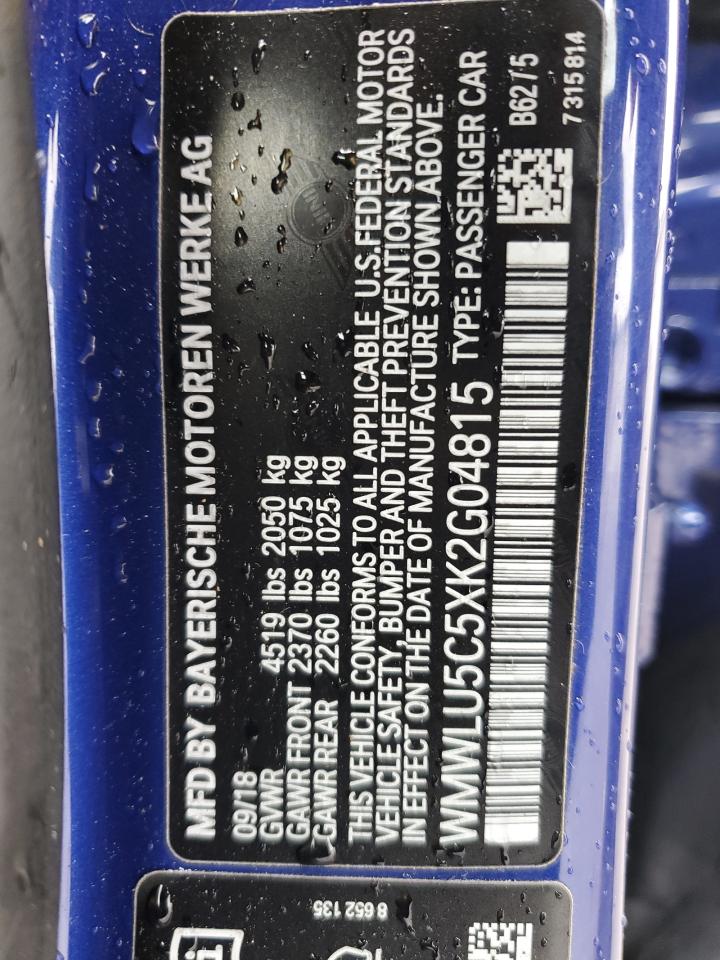 MFD BY BAYERISCHE MOTOREN WERKE AG
09/18
GVWR 4519 lbs 2050 kg
GAWR FRONT 2370 lbs 1075 kg
GAWR REAR 2260 lbs 1025 kg
MINI
THIS VEHICLE CONFORMS TO ALL APPLICABLE U.S.FEDERAL MOTOR
VEHICLE SAFETY, BUMPER AND THEFT PREVENTION STANDARDS
IN EFFECT ON THE DATE OF MANUFACTURE SHOWN ABOVE.
WMWLU5C5XK2G04815 TYPE: PASSENGER CAR
B62/5
7315814
8 652 135